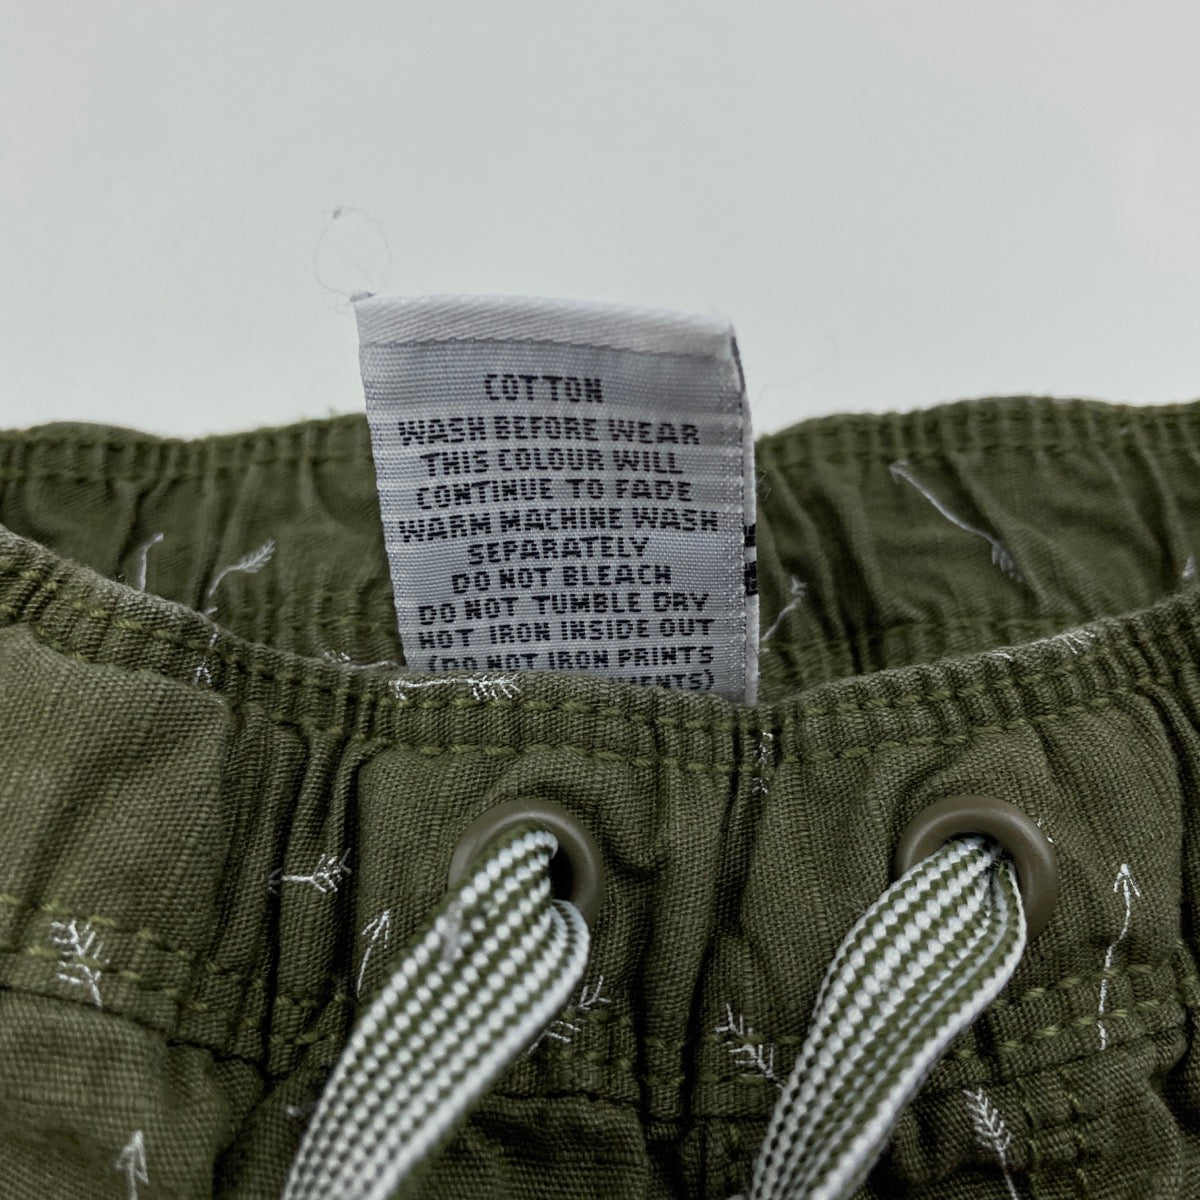 COTTON
WASH BEFORE WEAR
THIS COLOUR WILL
CONTINUE TO FADE
WARM MACHINE WASH
SEPARATELY
DO NOT BLEACH
DO NOT TUMBLE DRY
HOT IRON INSIDE OUT
(DO NOT IRON PRINTS